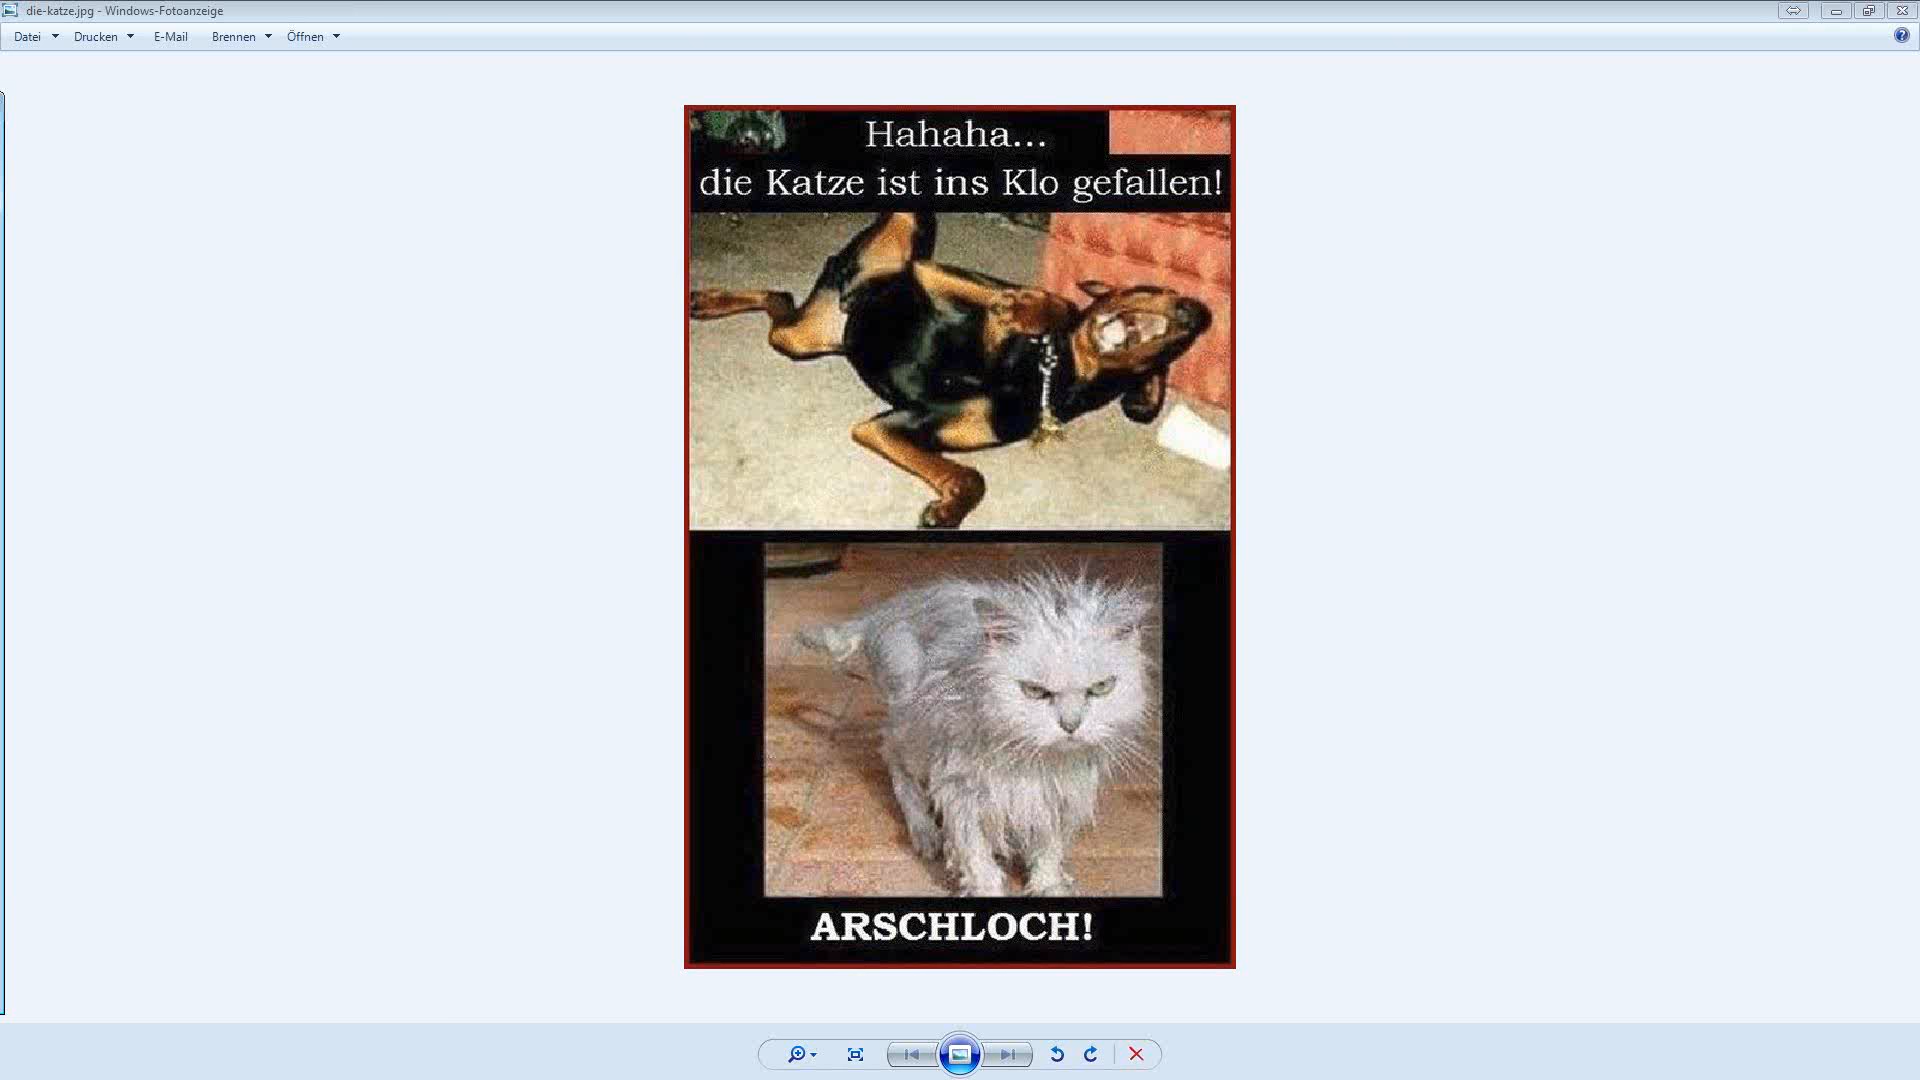 die-katze.jpg - Windows-Fotoanzeige
Datei Drucken E-Mail Brennen Öffnen
Hahaha...
die Katze ist ins Klo gefallen!
ARSCHLOCH!